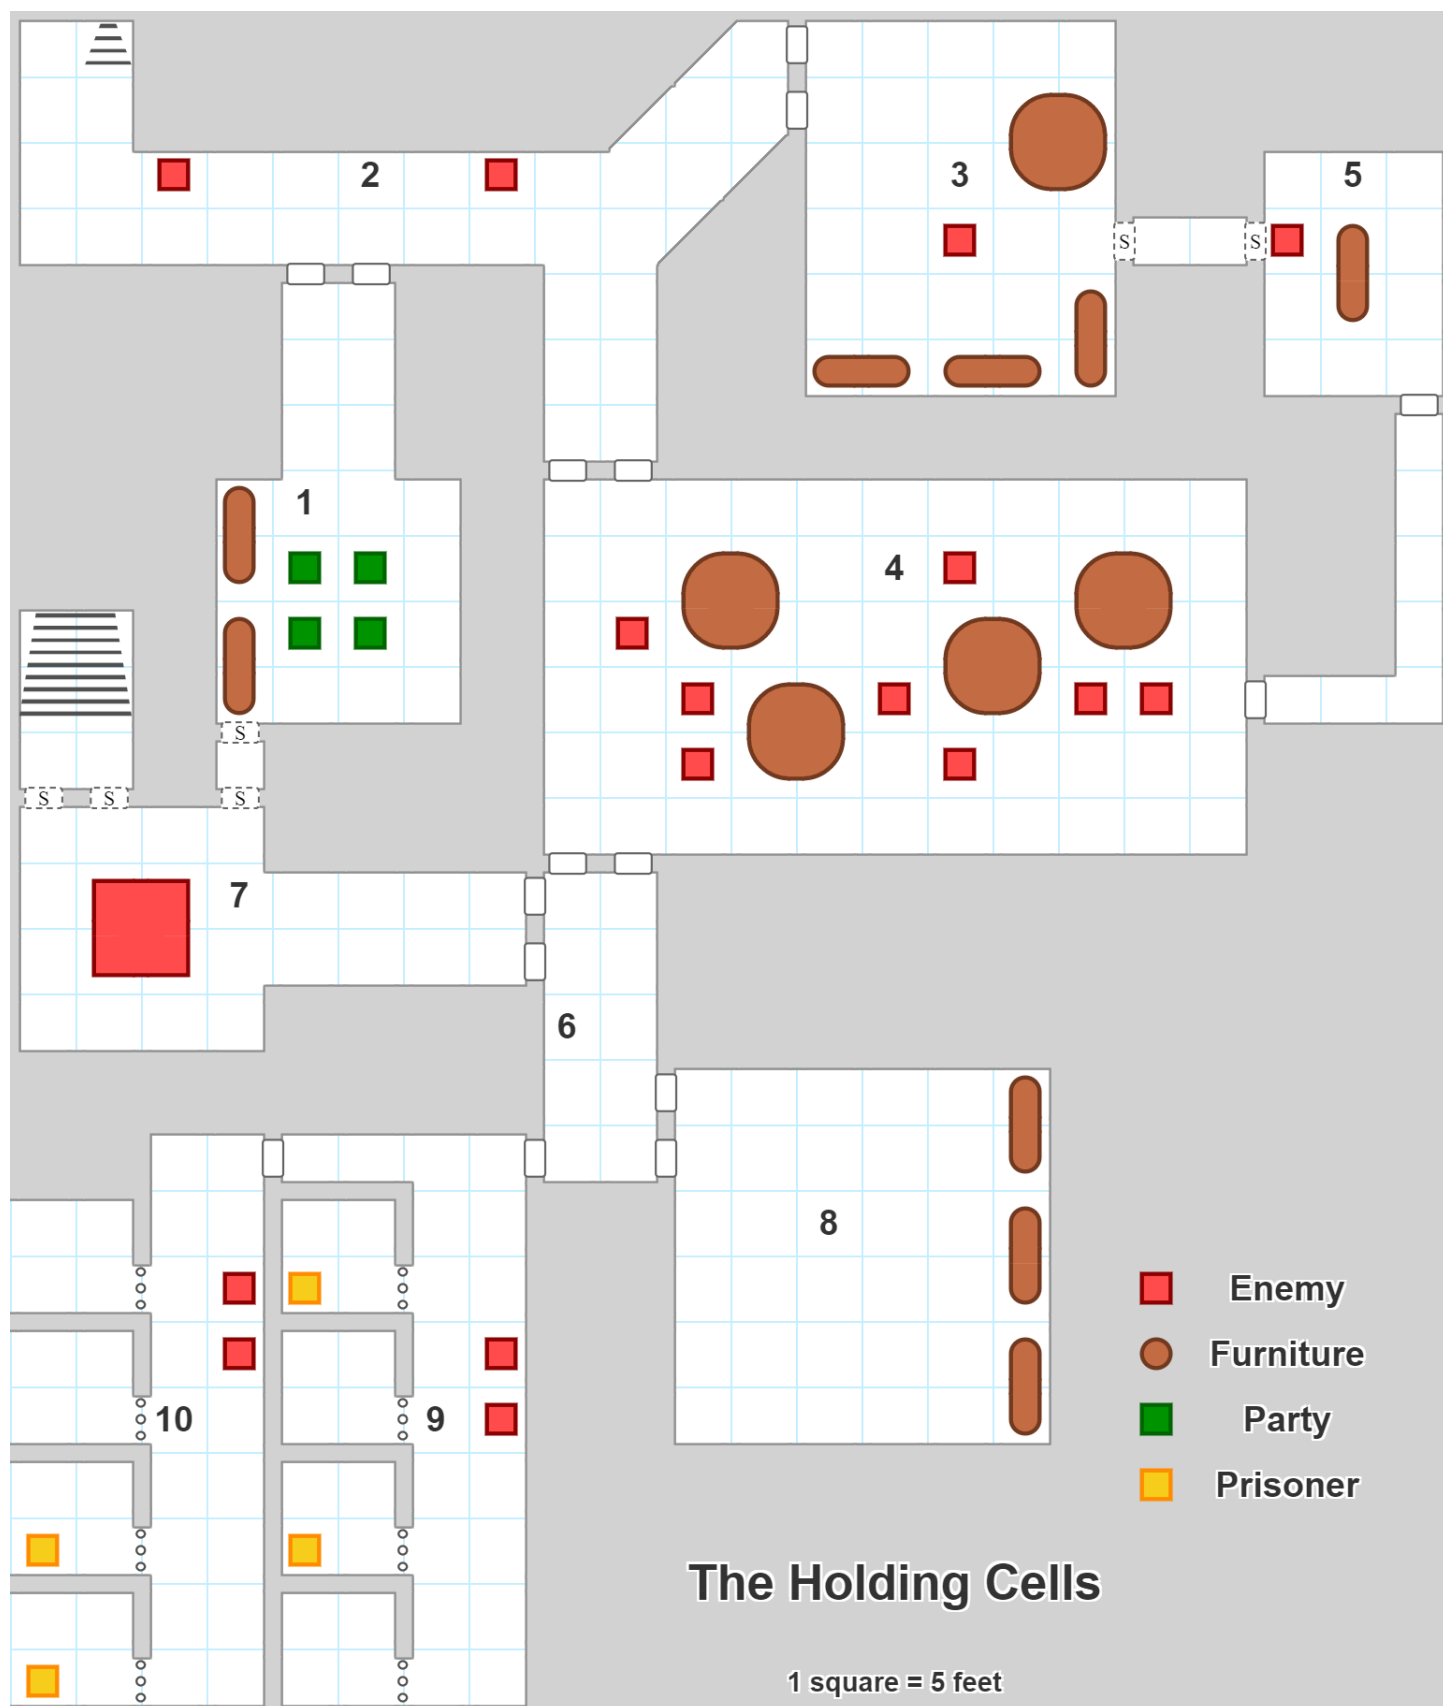 2
3
5
S
S
1
4
S
S
S
S
7
6
8
Enemy
Furniture
10
9
Party
Prisoner
The Holding Cells
1 square = 5 feet